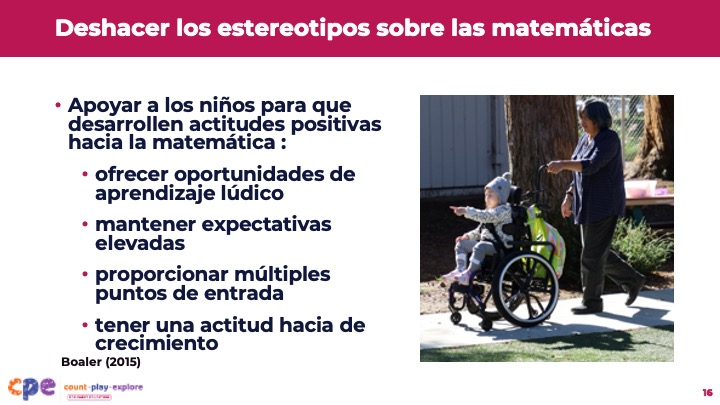 Deshacer los estereotipos sobre las matemáticas
• Apoyar a los niños para que
desarrollen actitudes positivas
hacia la matemática :
• ofrecer oportunidades de
aprendizaje lúdico
• mantener expectativas
elevadas
• proporcionar múltiples
puntos de entrada
• tener una actitud hacia de
crecimiento
Boaler (2015)
cpe
count-play-explore
16